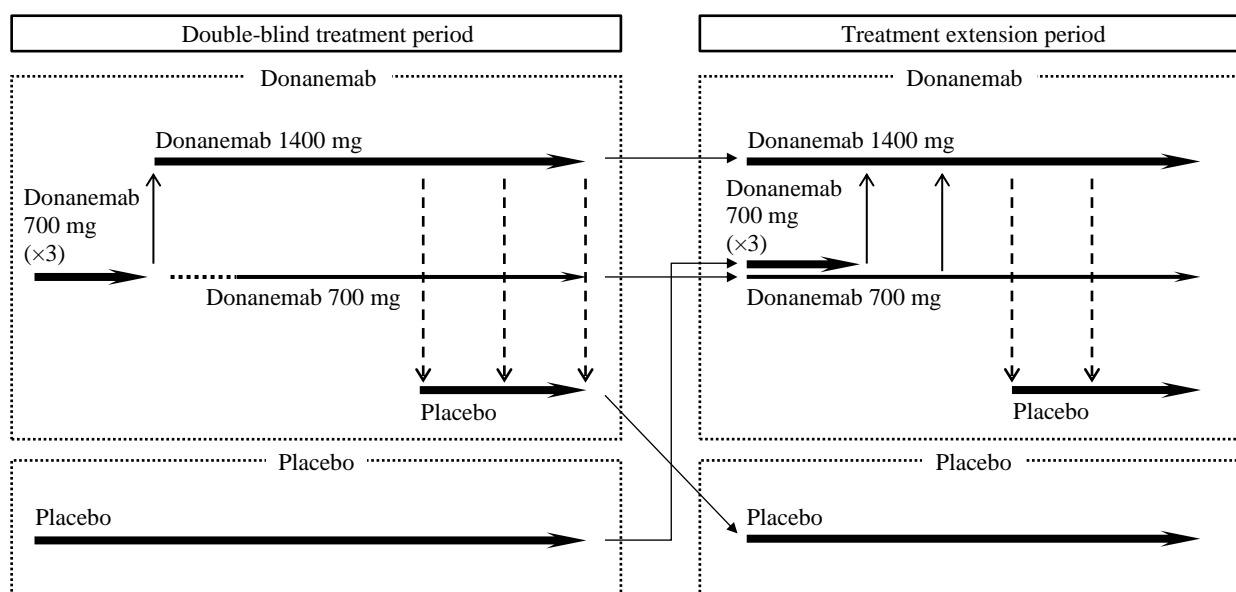 Double-blind treatment period
Donanemab
Donanemab 1400 mg
Donanemab
700 mg
(×3)
Donanemab 700 mg
Placebo
Placebo
Placebo
Treatment extension period
Donanemab
Donanemab 1400 mg
Donanemab
700 mg
(×3)
Donanemab 700 mg
Placebo
Placebo
Placebo